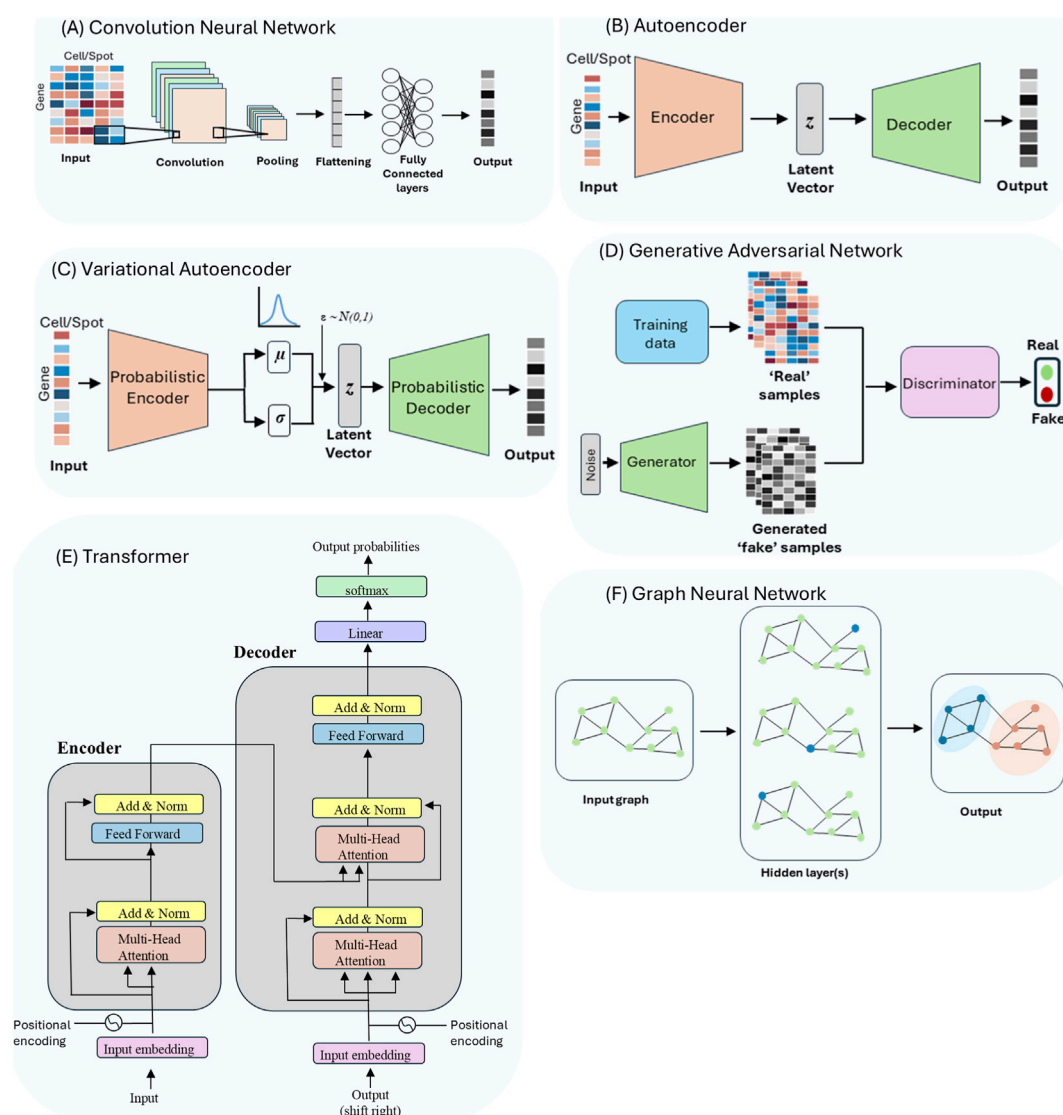 (A) Convolution Neural Network
Cell/Spot
Gene
Input
Convolution
Pooling
Flattening
Fully
Connected
layers
Output
(B) Autoencoder
Cell/Spot
Gene
Input
Encoder
z
Latent
Vector
Decoder
Output
(C) Variational Autoencoder
Cell/Spot
Gene
Input
Probabilistic
Encoder
μ
σ
ε ~ N(0,1)
z
Latent
Vector
Probabilistic
Decoder
Output
(D) Generative Adversarial Network
Training
data
‘Real’
samples
Noise
Generator
Generated
‘fake’ samples
Discriminator
Real
Fake
(E) Transformer
Output probabilities
softmax
Linear
Decoder
Add & Norm
Feed Forward
Add & Norm
Multi-Head
Attention
Add & Norm
Multi-Head
Attention
Encoder
Add & Norm
Feed Forward
Add & Norm
Multi-Head
Attention
Positional
encoding
Input embedding
Input
Positional
encoding
Input embedding
Output
(shift right)
(F) Graph Neural Network
Input graph
Hidden layer(s)
Output